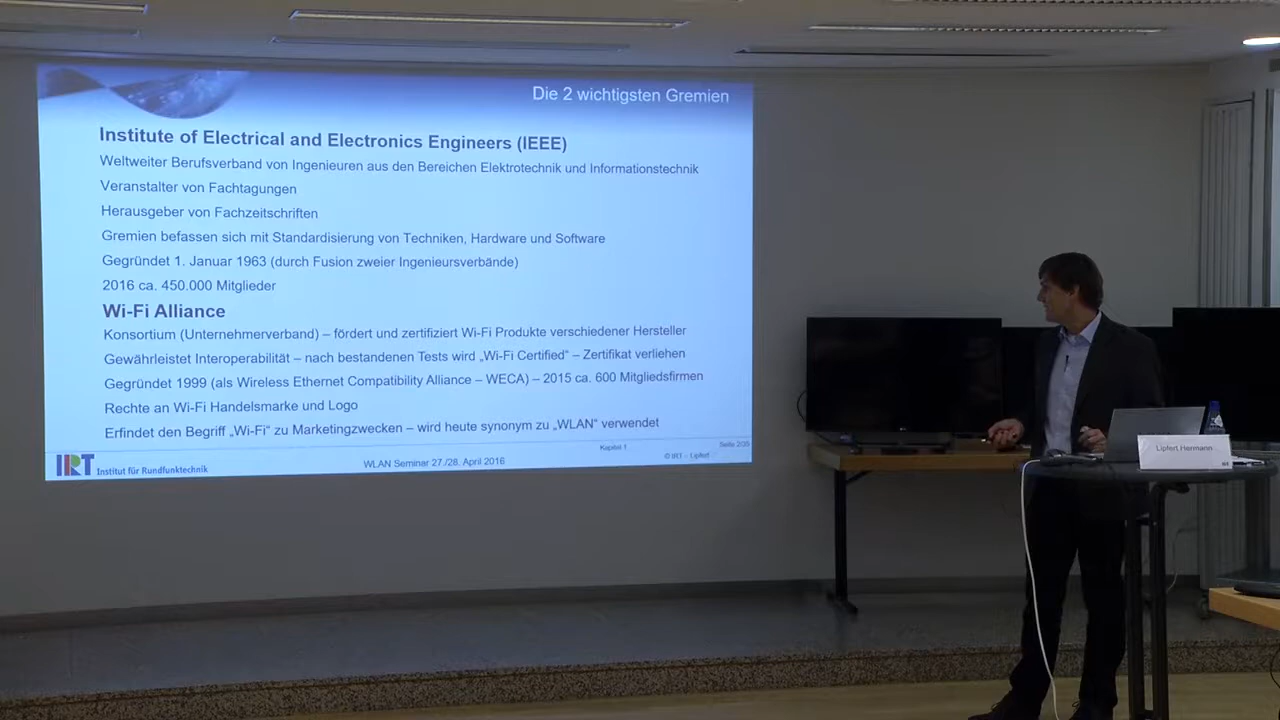 Die 2 wichtigsten Gremien
Institute of Electrical and Electronics Engineers (IEEE)
Weltweiter Berufsverband von Ingenieuren aus den Bereichen Elektrotechnik und Informationstechnik
Veranstalter von Fachtagungen
Herausgeber von Fachzeitschriften
Gremien befassen sich mit Standardisierung von Techniken, Hardware und Software
Gegründet 1. Januar 1963 (durch Fusion zweier Ingenieursverbände)
2016 ca. 450.000 Mitglieder
Wi-Fi Alliance
Konsortium (Unternehmerverband) – fördert und zertifiziert Wi-Fi Produkte verschiedener Hersteller
Gewährleistet Interoperabilität – nach bestandenen Tests wird „Wi-Fi Certified" – Zertifikat verliehen
Gegründet 1999 (als Wireless Ethernet Compatibility Alliance – WECA) – 2015 ca. 600 Mitgliedsfirmen
Rechte an Wi-Fi Handelsmarke und Logo
Erfindet den Begriff „Wi-Fi" zu Marketingzwecken – wird heute synonym zu „WLAN" verwendet
IRT Institut für Rundfunktechnik
WLAN Seminar 27./28. April 2016
Kapitel 1
Seite 2/35
© IRT – Lipfert
Lipfert Hermann